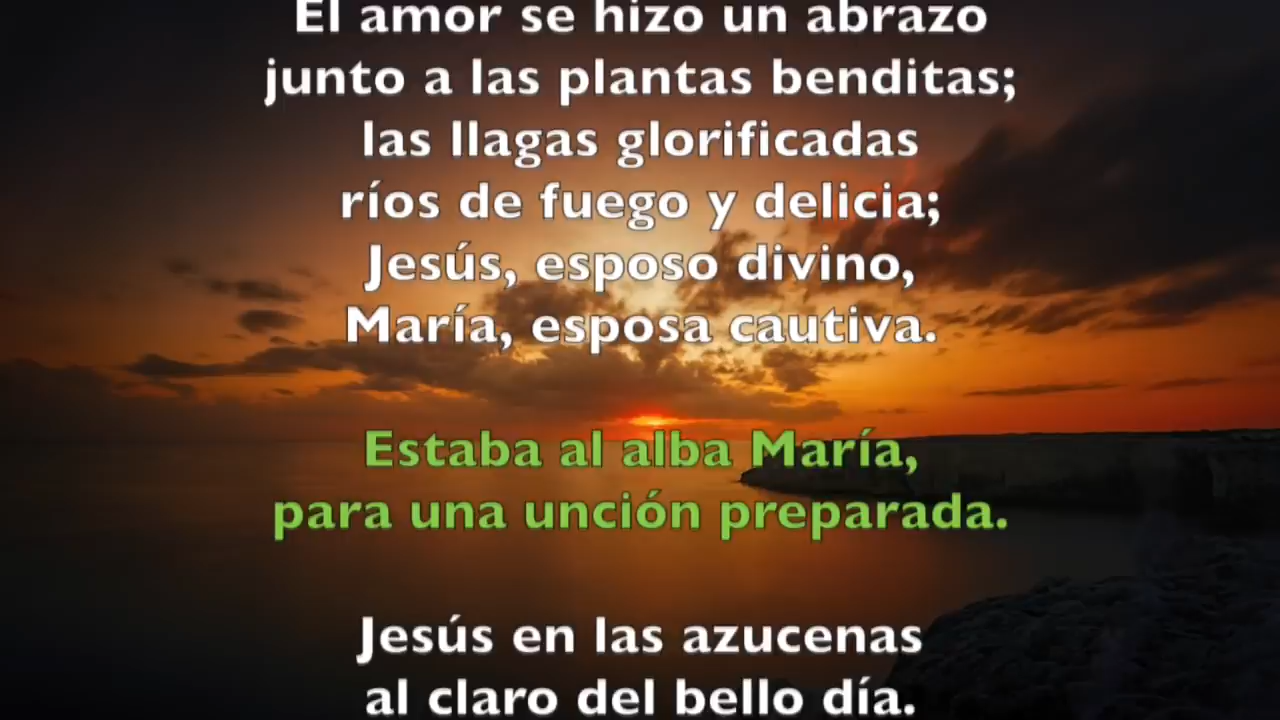 El amor se hizo un abrazo
junto a las plantas benditas;
las llagas glorificadas
ríos de fuego y delicia;
Jesús, esposo divino,
María, esposa cautiva.
Estaba al alba María,
para una unción preparada.
Jesús en las azucenas
al claro del bello día.